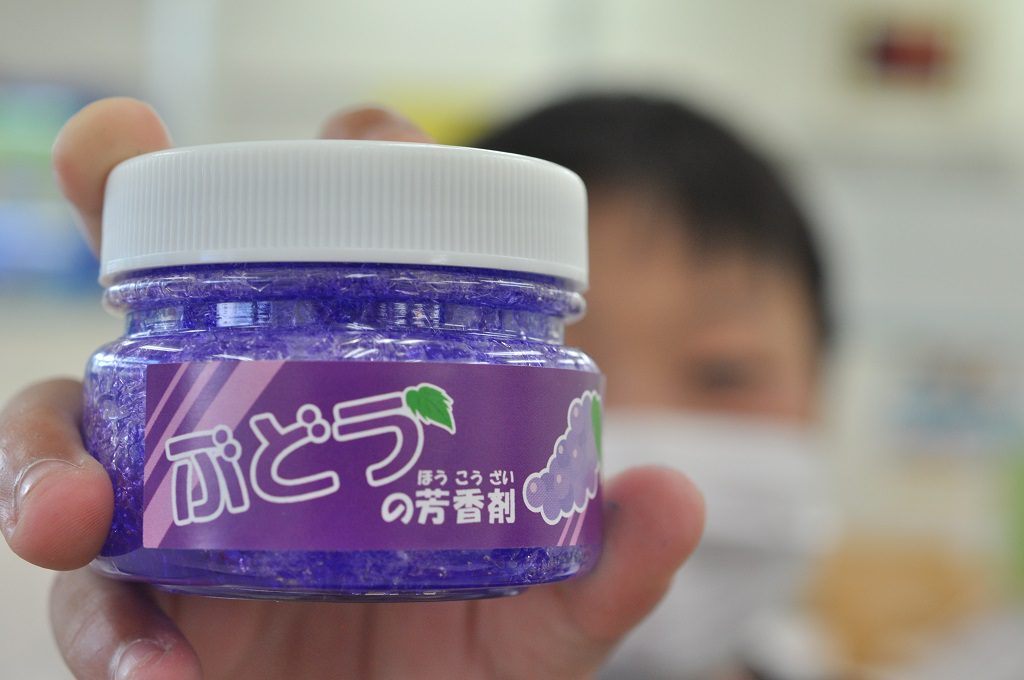 ぶどう
ほう こう ざい
の芳香剤